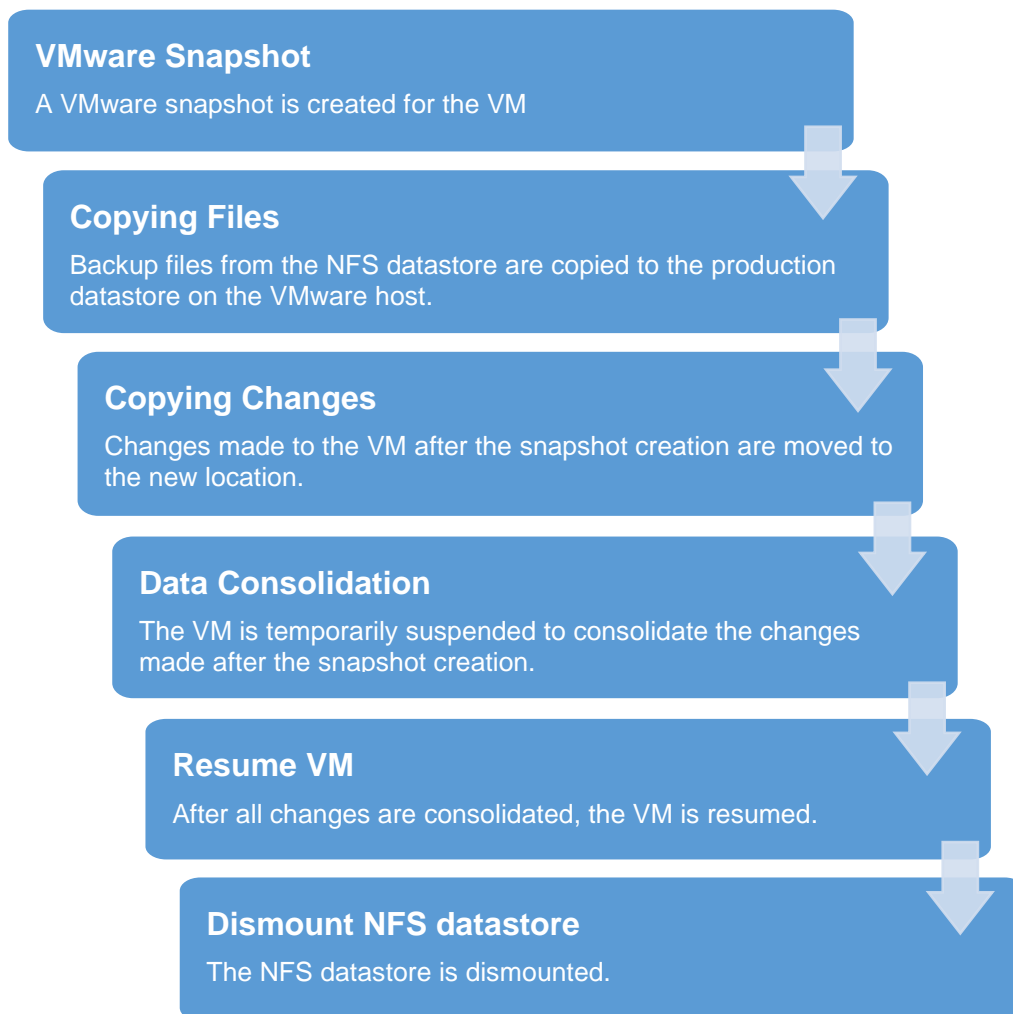 VMware Snapshot
A VMware snapshot is created for the VM
Copying Files
Backup files from the NFS datastore are copied to the production
datastore on the VMware host.
Copying Changes
Changes made to the VM after the snapshot creation are moved to
the new location.
Data Consolidation
The VM is temporarily suspended to consolidate the changes
made after the snapshot creation.
Resume VM
After all changes are consolidated, the VM is resumed.
Dismount NFS datastore
The NFS datastore is dismounted.